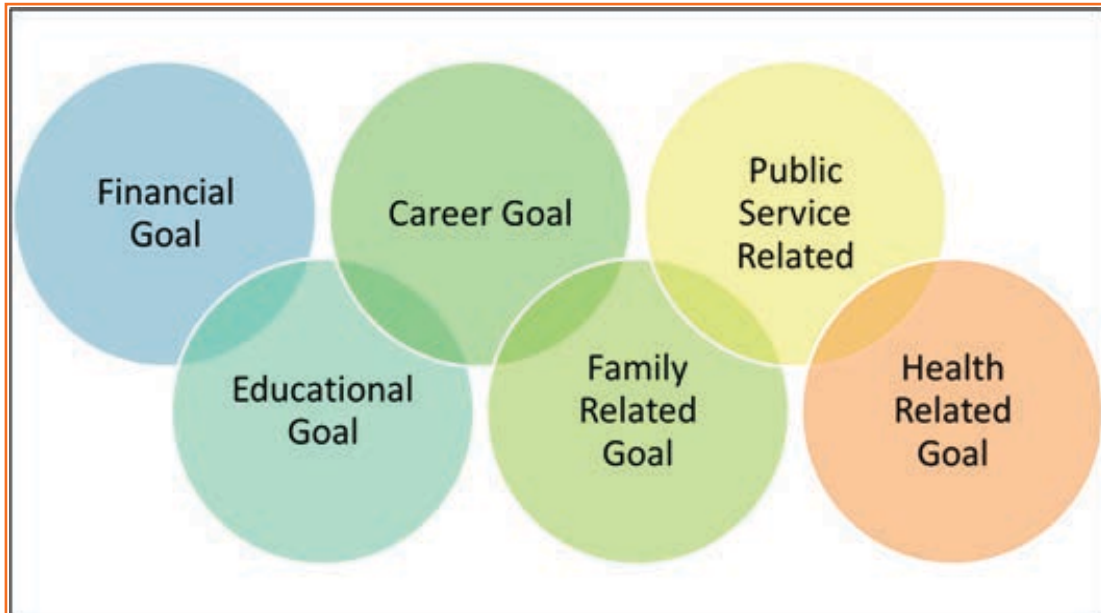 Financial
Goal
Career Goal
Public
Service
Related
Educational
Goal
Family
Related
Goal
Health
Related
Goal